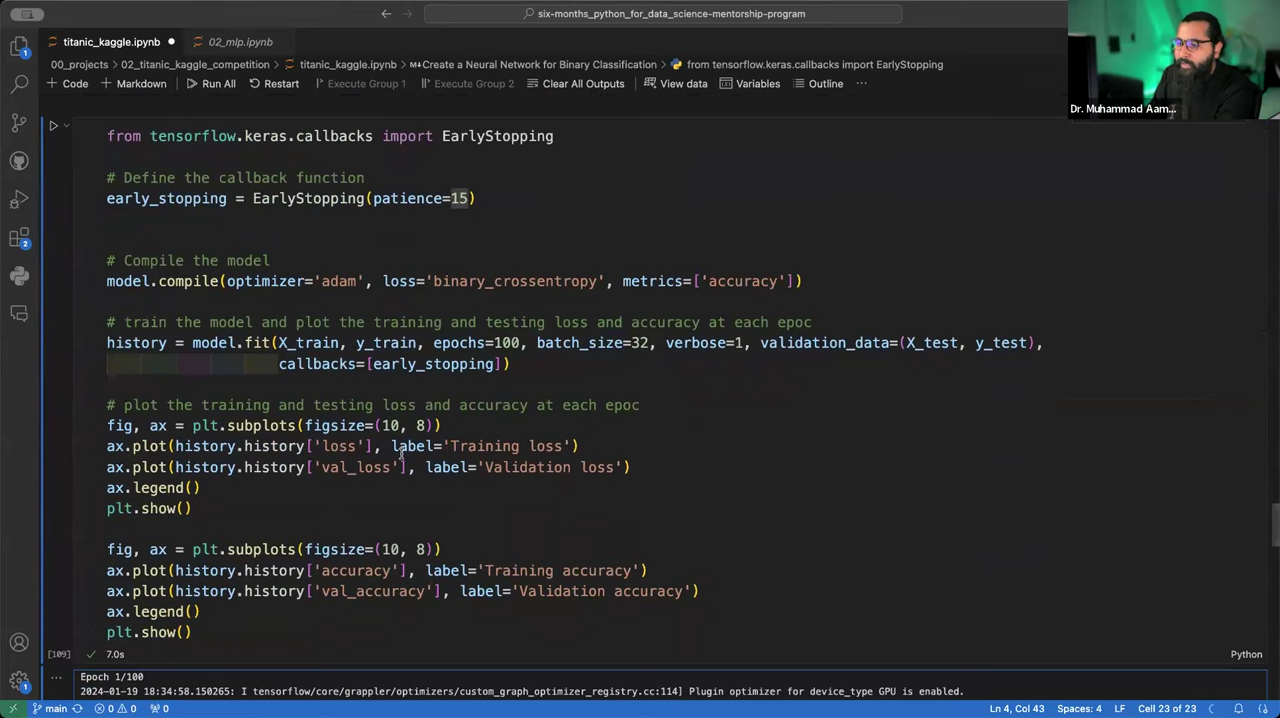 six-months_python_for_data_science-mentorship-program
titanic_kaggle.ipynb
02_mlp.ipynb
00_projects > 02_titanic_kaggle_competition > titanic_kaggle.ipynb > Create a Neural Network for Binary Classification > from tensorflow.keras.callbacks import EarlyStopping
+ Code + Markdown Run All Restart Execute Group 1 Execute Group 2 Clear All Outputs View data Variables Outline ...
Dr. Muhammad Aam...
from tensorflow.keras.callbacks import EarlyStopping
# Define the callback function
early_stopping = EarlyStopping(patience=15)
# Compile the model
model.compile(optimizer='adam', loss='binary_crossentropy', metrics=['accuracy'])
# train the model and plot the training and testing loss and accuracy at each epoc
history = model.fit(X_train, y_train, epochs=100, batch_size=32, verbose=1, validation_data=(X_test, y_test),
callbacks=[early_stopping])
# plot the training and testing loss and accuracy at each epoc
fig, ax = plt.subplots(figsize=(10, 8))
ax.plot(history.history['loss'], label='Training loss')
ax.plot(history.history['val_loss'], label='Validation loss')
ax.legend()
plt.show()
fig, ax = plt.subplots(figsize=(10, 8))
ax.plot(history.history['accuracy'], label='Training accuracy')
ax.plot(history.history['val_accuracy'], label='Validation accuracy')
ax.legend()
plt.show()
[109] 7.0s Python
... Epoch 1/100
2024-01-19 18:34:58.150265: I tensorflow/core/grappler/optimizers/custom_graph_optimizer_registry.cc:114] Plugin optimizer for device_type GPU is enabled.
main 0 0 0 Ln 4, Col 43 Spaces: 4 LF Cell 23 of 23
1
2
1